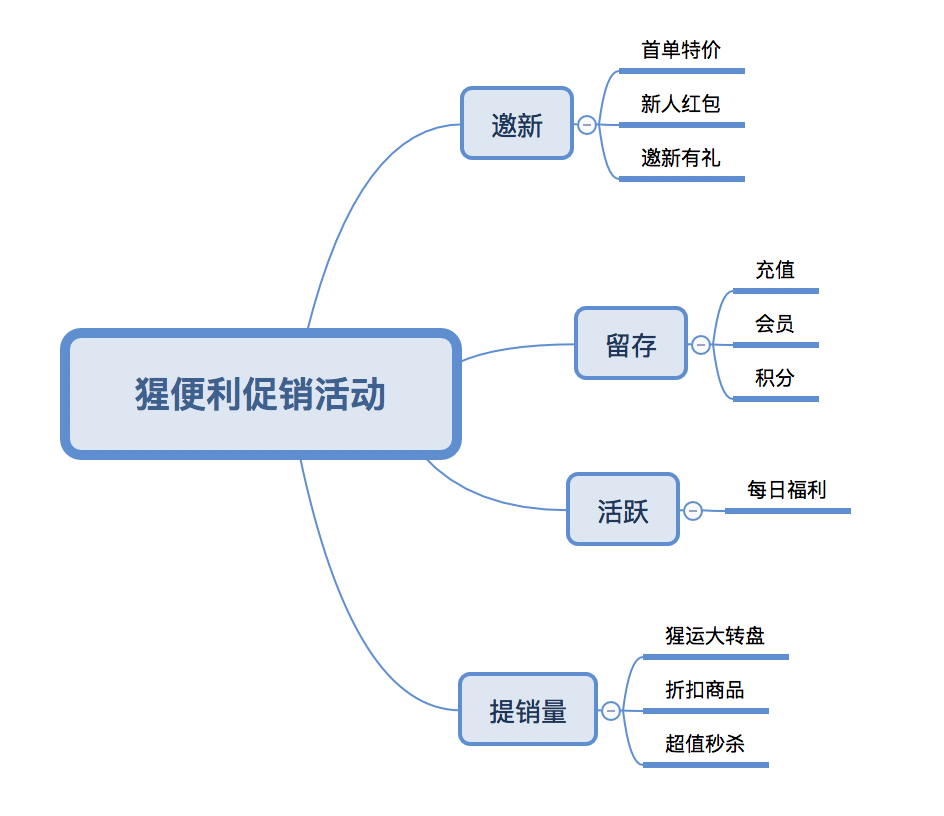 猩便利促销活动
邀新
首单特价
新人红包
邀新有礼
留存
充值
会员
积分
活跃
每日福利
提销量
猩运大转盘
折扣商品
超值秒杀